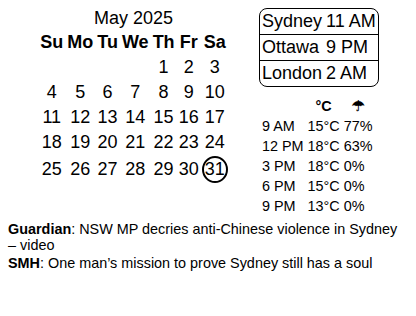 May 2025
Su Mo Tu We Th Fr Sa
1 2 3
4 5 6 7 8 9 10
11 12 13 14 15 16 17
18 19 20 21 22 23 24
25 26 27 28 29 30 31
Sydney 11 AM
Ottawa 9 PM
London 2 AM
°C ☂
9 AM 15°C 77%
12 PM 18°C 63%
3 PM 18°C 0%
6 PM 15°C 0%
9 PM 13°C 0%
Guardian: NSW MP decries anti-Chinese violence in Sydney
– video
SMH: One man’s mission to prove Sydney still has a soul